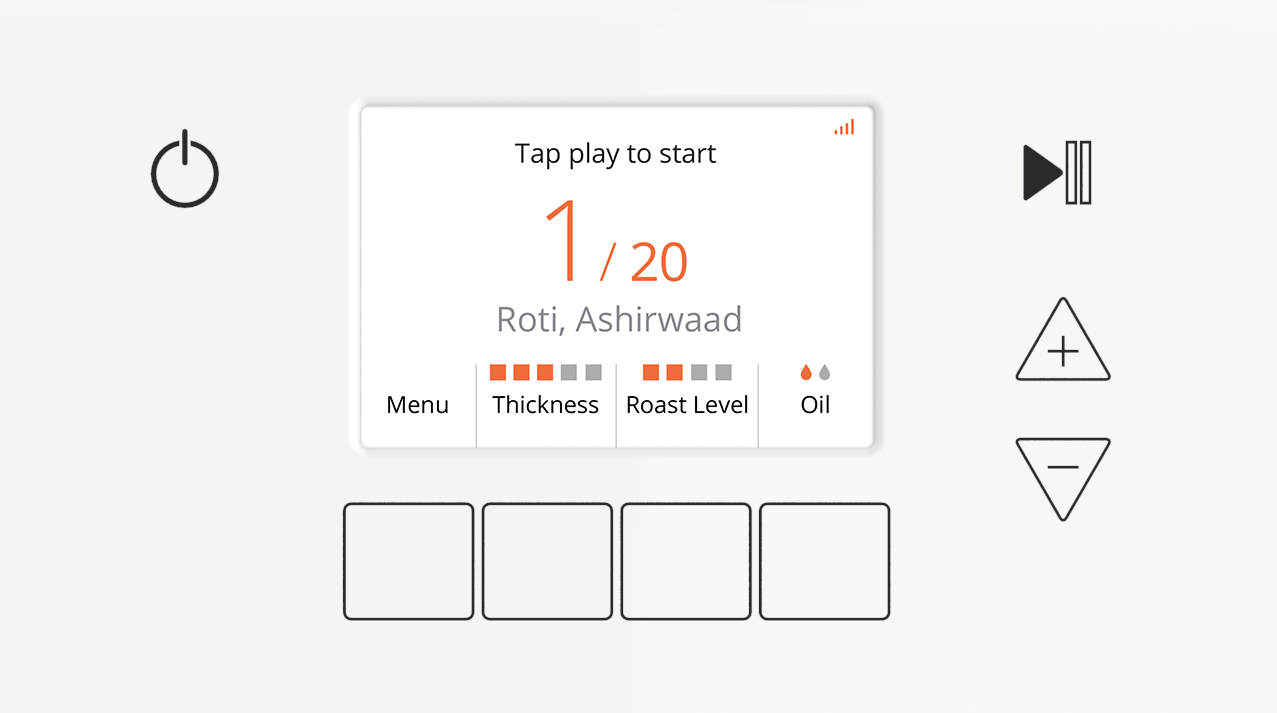 Tap play to start
1 / 20
Roti, Ashirwaad
Menu
Thickness
Roast Level
Oil